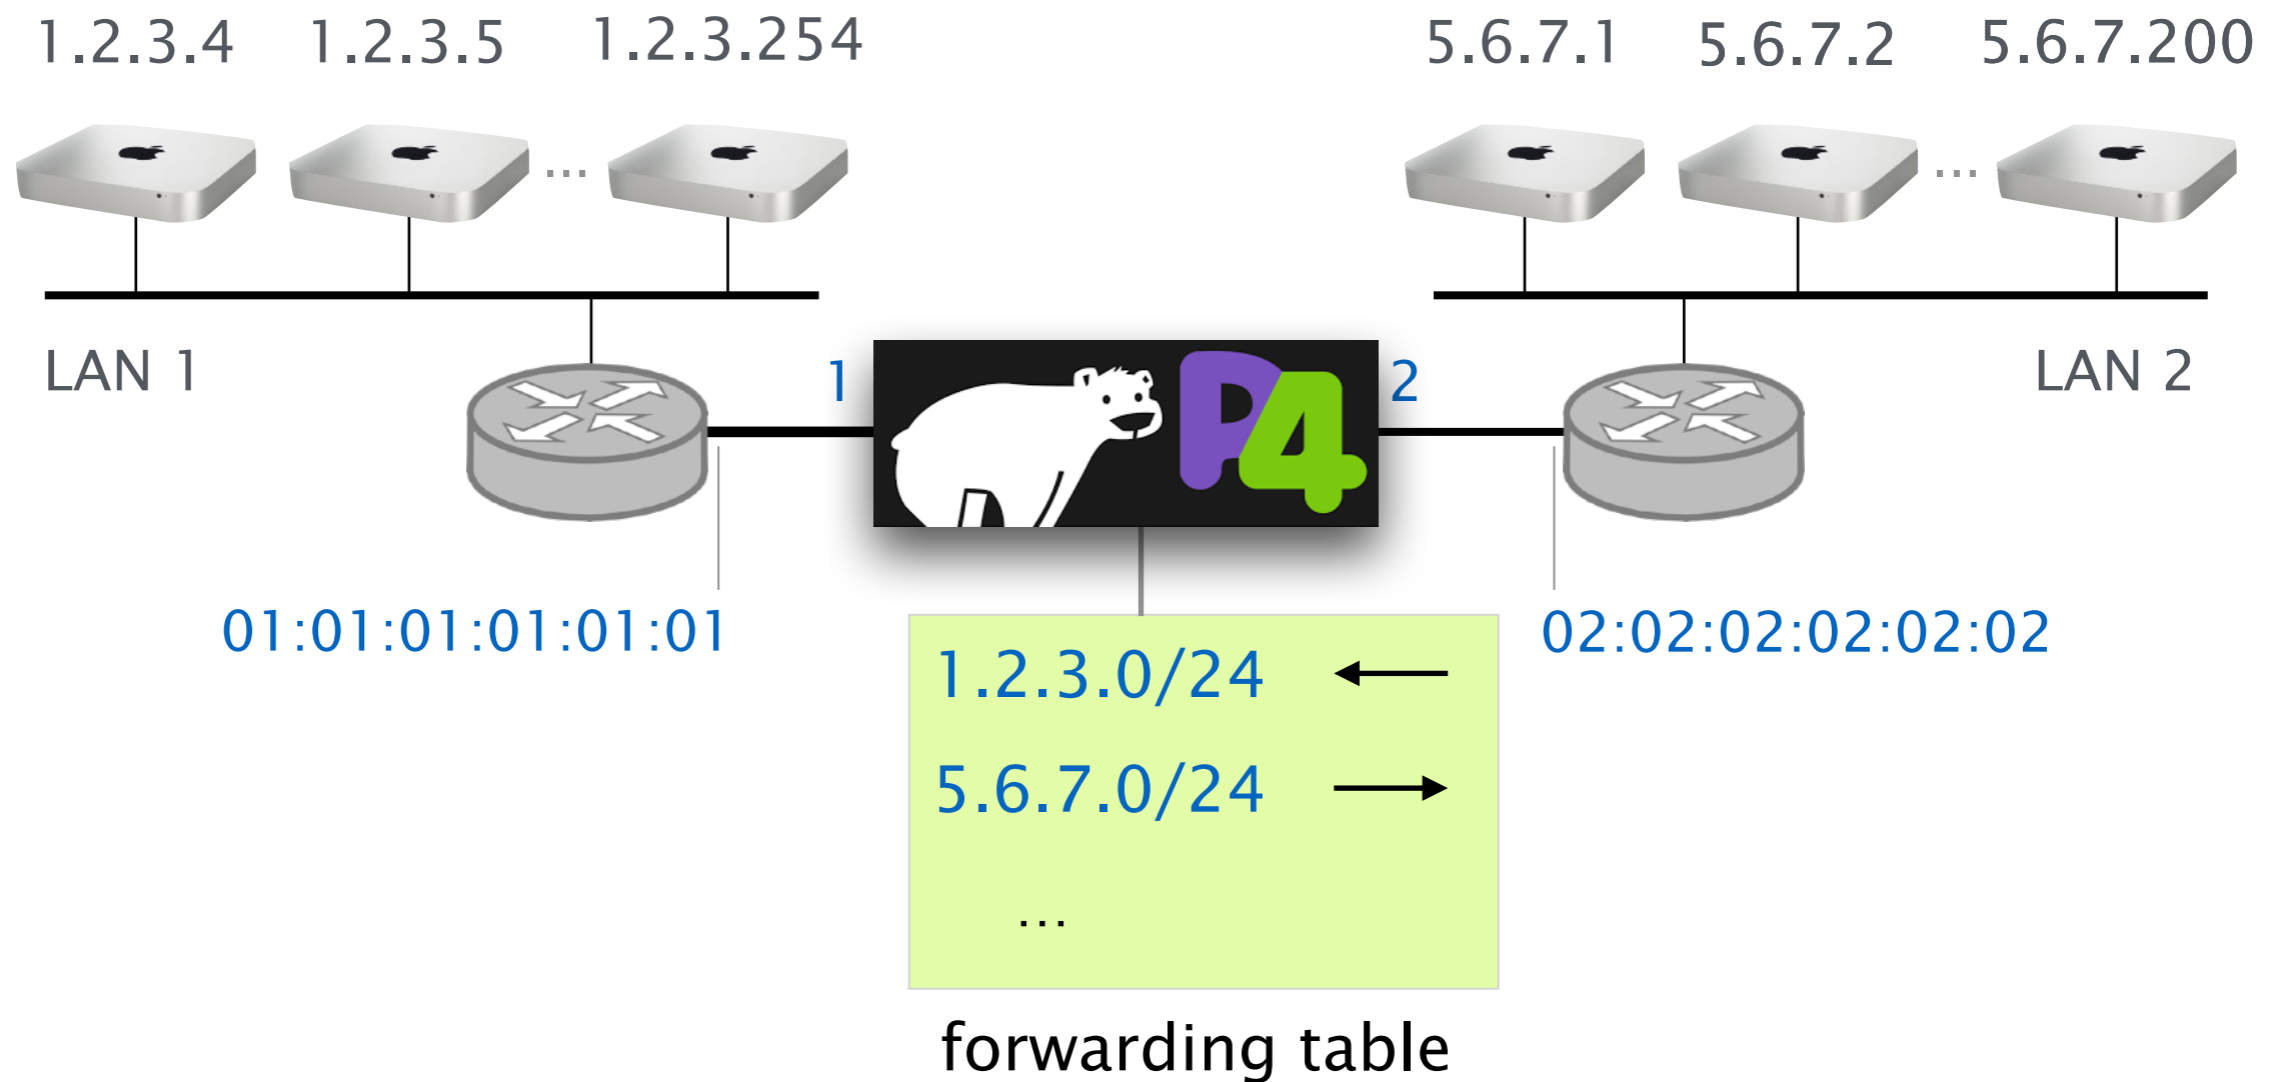 1.2.3.4 1.2.3.5 1.2.3.254 5.6.7.1 5.6.7.2 5.6.7.200
... ...
LAN 1 1 P4 2 LAN 2
01:01:01:01:01:01 02:02:02:02:02:02
1.2.3.0/24 ←
5.6.7.0/24 →
...
forwarding table